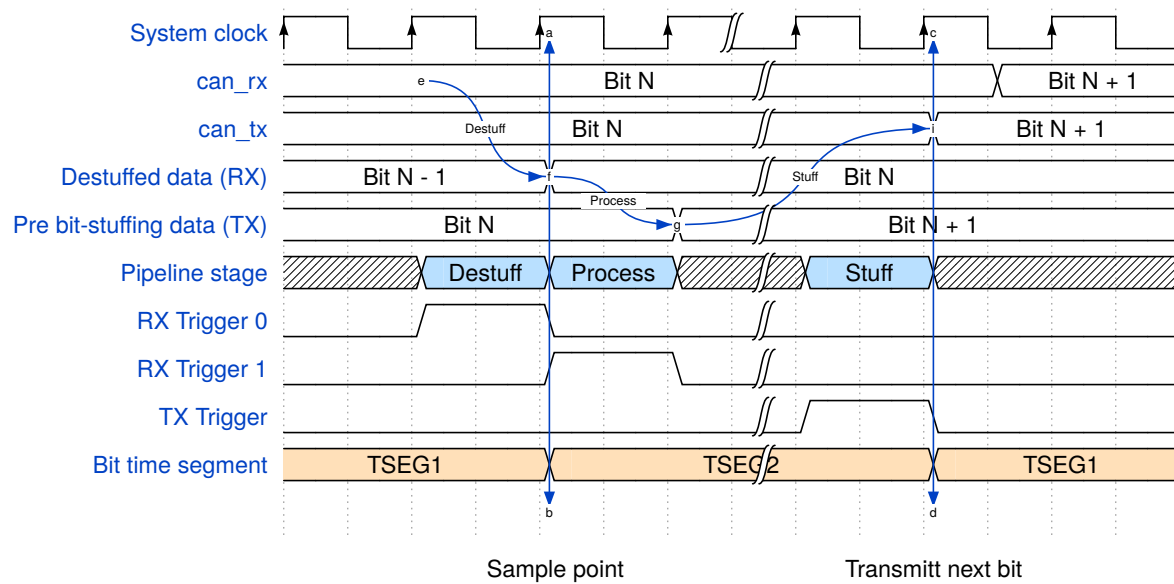 System clock a c
can_rx e Bit N Bit N + 1
can_tx Destuff Bit N i Bit N + 1
Destuffed data (RX) Bit N - 1 f Stuff Bit N
Process
Pre bit-stuffing data (TX) Bit N g Bit N + 1
Pipeline stage Destuff Process Stuff
RX Trigger 0
RX Trigger 1
TX Trigger
Bit time segment TSEG1 TSEG2 TSEG1
b d
Sample point Transmitt next bit